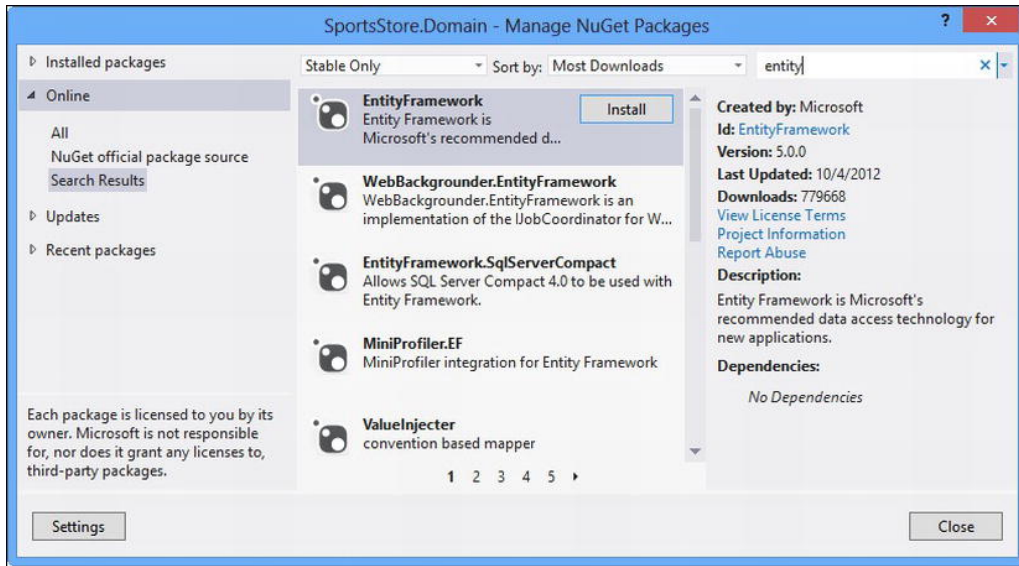 SportsStore.Domain - Manage NuGet Packages
?
Installed packages
Online
All
NuGet official package source
Search Results
Updates
Recent packages
Each package is licensed to you by its
owner. Microsoft is not responsible
for, nor does it grant any licenses to,
third-party packages.
Stable Only
Sort by: Most Downloads
EntityFramework
Entity Framework is
Microsoft's recommended d...
Install
WebBackgrounder.EntityFramework
WebBackgrounder.EntityFramework is an
implementation of the IJobCoordinator for W...
EntityFramework.SqlServerCompact
Allows SQL Server Compact 4.0 to be used with
Entity Framework.
MiniProfiler.EF
MiniProfiler integration for Entity Framework
ValueInjecter
convention based mapper
1 2 3 4 5
entity
Created by: Microsoft
Id: EntityFramework
Version: 5.0.0
Last Updated: 10/4/2012
Downloads: 779668
View License Terms
Project Information
Report Abuse
Description:
Entity Framework is Microsoft's
recommended data access technology for
new applications.
Dependencies:
No Dependencies
Settings
Close